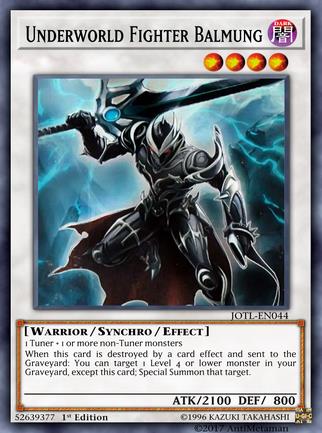 UNDERWORLD FIGHTER BALMUNG
DARK
闇
JOTL-EN044
[WARRIOR/SYNCHRO/EFFECT]
1 Tuner + 1 or more non-Tuner monsters
When this card is destroyed by a card effect and sent to the
Graveyard: You can target 1 Level 4 or lower monster in your
Graveyard, except this card; Special Summon that target.
ATK/2100 DEF/ 800
52639377 1st Edition ©1996 KAZUKI TAKAHASHI
©2017 AntiMetaman